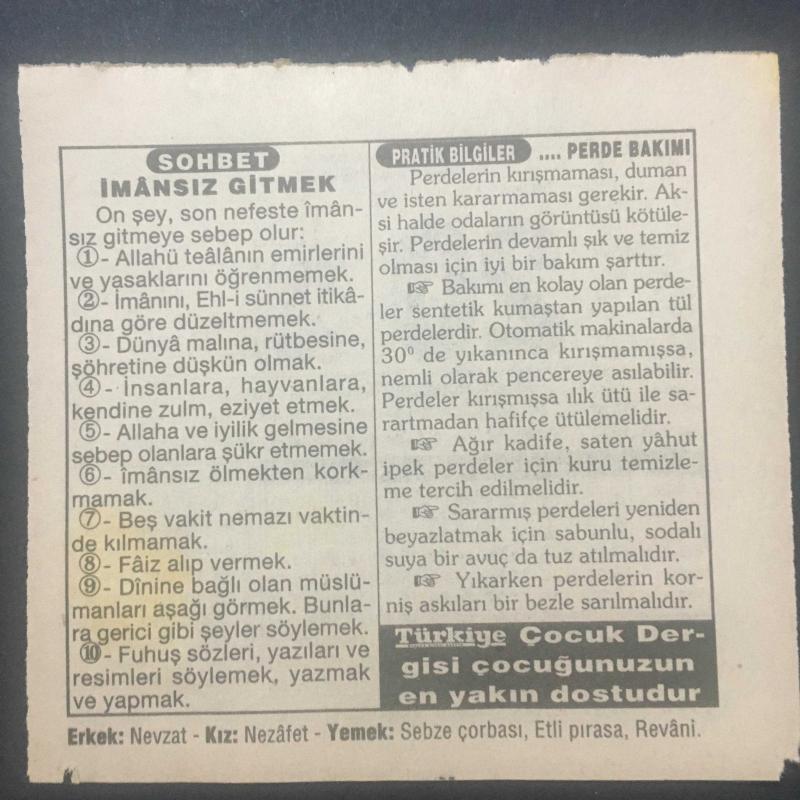 SOHBET
İMÂNSIZ GİTMEK
On şey, son nefeste îmân-
sız gitmeye sebep olur:
①- Allahü teâlânın emirlerini
ve yasaklarını öğrenmemek.
②- İmânını, Ehl-i sünnet itikâ-
dına göre düzeltmemek.
③- Dünyâ malına, rütbesine,
şöhretine düşkün olmak.
④- İnsanlara, hayvanlara,
kendine zulm, eziyet etmek.
⑤- Allaha ve iyilik gelmesine
sebep olanlara şükr etmemek.
⑥- îmânsız ölmekten kork-
mamak.
⑦- Beş vakit nemazı vaktin-
de kılmamak.
⑧- Fâiz alıp vermek.
⑨- Dînine bağlı olan müslü-
manları aşağı görmek. Bunla-
ra gerici gibi şeyler söylemek.
⑩- Fuhuş sözleri, yazıları ve
resimleri söylemek, yazmak
ve yapmak.
PRATİK BİLGİLER .... PERDE BAKIMI
Perdelerin kırışmaması, duman
ve isten kararmaması gerekir. Ak-
si halde odaların görüntüsü kötüle-
şir. Perdelerin devamlı şık ve temiz
olması için iyi bir bakım şarttır.
☞ Bakımı en kolay olan perde-
ler sentetik kumaştan yapılan tül
perdelerdir. Otomatik makinalarda
30° de yıkanınca kırışmamışsa,
nemli olarak pencereye asılabilir.
Perdeler kırışmışsa ılık ütü ile sa-
rartmadan hafifçe ütülemelidir.
☞ Ağır kadife, saten yâhut
ipek perdeler için kuru temizle-
me tercih edilmelidir.
☞ Sararmış perdeleri yeniden
beyazlatmak için sabunlu, sodalı
suya bir avuç da tuz atılmalıdır.
☞ Yıkarken perdelerin kor-
niş askıları bir bezle sarılmalıdır.
Türkiye Çocuk Der-
gisi çocuğunuzun
en yakın dostudur
Erkek: Nevzat - Kız: Nezâfet - Yemek: Sebze çorbası, Etli pırasa, Revâni.